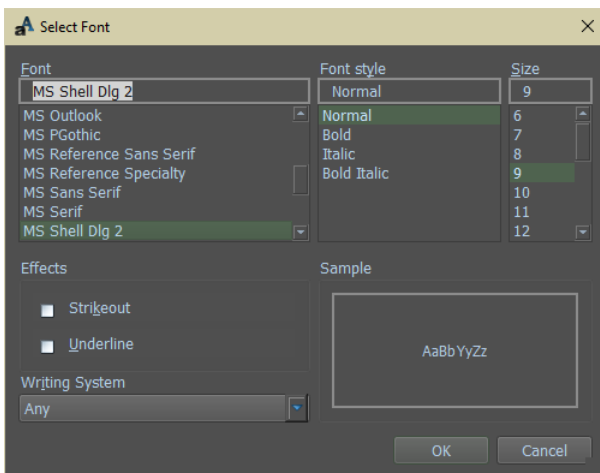 Select Font
Font
MS Shell Dlg 2
MS Outlook
MS PGothic
MS Reference Sans Serif
MS Reference Specialty
MS Sans Serif
MS Serif
MS Shell Dlg 2
Font style
Normal
Normal
Bold
Italic
Bold Italic
Size
9
6
7
8
9
10
11
12
Effects
Strikeout
Underline
Writing System
Any
Sample
AaBbYyZz
OK
Cancel